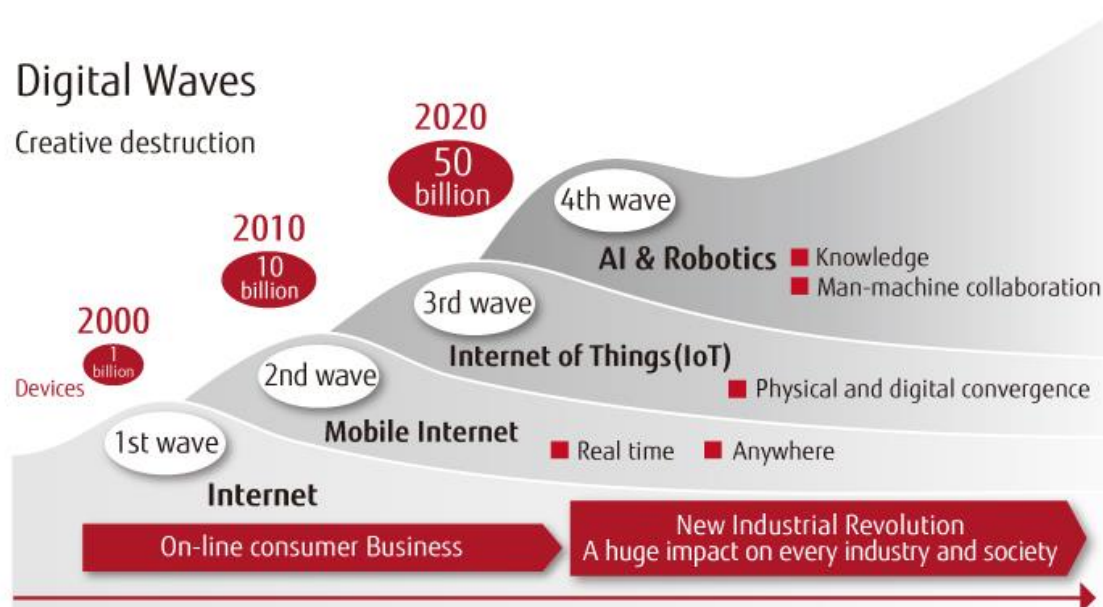 Digital Waves
Creative destruction
2020
50
billion
2010
10
billion
2000
1
billion
Devices
4th wave
AI & Robotics
Knowledge
Man-machine collaboration
3rd wave
Internet of Things(IoT)
Physical and digital convergence
2nd wave
Mobile Internet
Real time
Anywhere
1st wave
Internet
On-line consumer Business
New Industrial Revolution
A huge impact on every industry and society